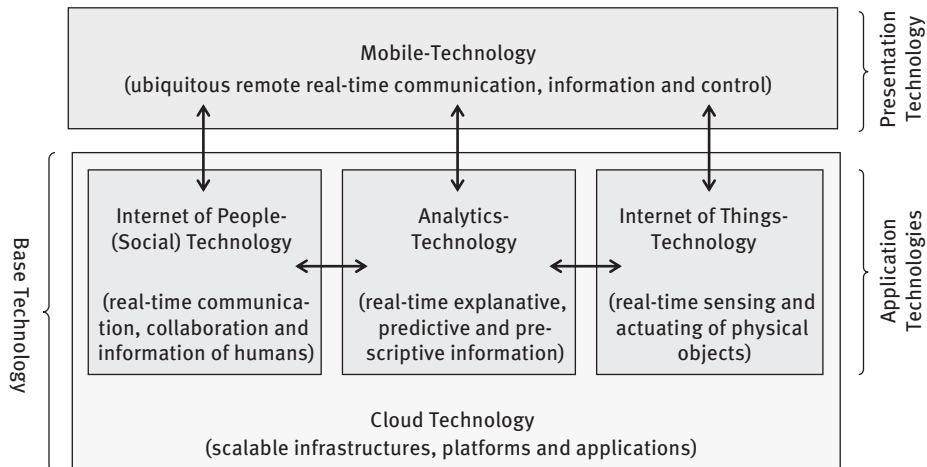 Mobile-Technology
(ubiquitous remote real-time communication, information and control)
Presentation
Technology
Base Technology
Internet of People-
(Social) Technology
(real-time communica-
tion, collaboration and
information of humans)
Analytics-
Technology
(real-time explanative,
predictive and pre-
scriptive information)
Internet of Things-
Technology
(real-time sensing and
actuating of physical
objects)
Application
Technologies
Cloud Technology
(scalable infrastructures, platforms and applications)